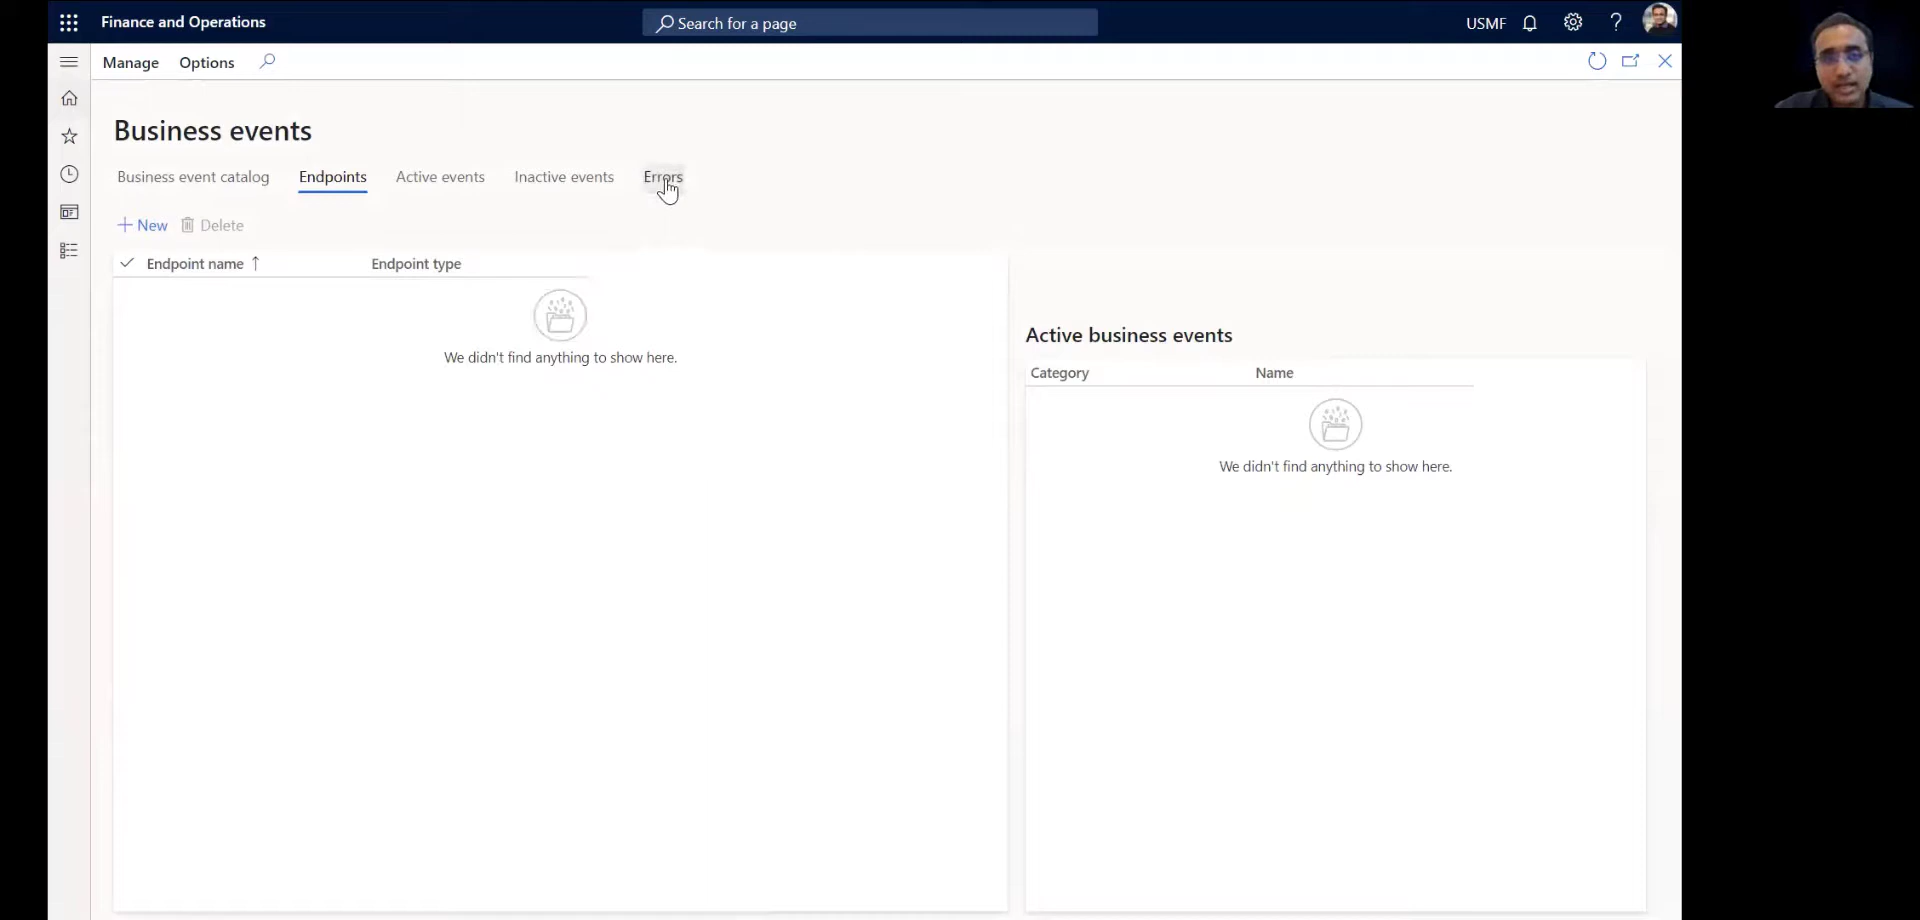 Finance and Operations
Search for a page
USMF
Manage Options
Business events
Business event catalog Endpoints Active events Inactive events Errors
New Delete
Endpoint name Endpoint type
We didn't find anything to show here.
Active business events
Category Name
We didn't find anything to show here.